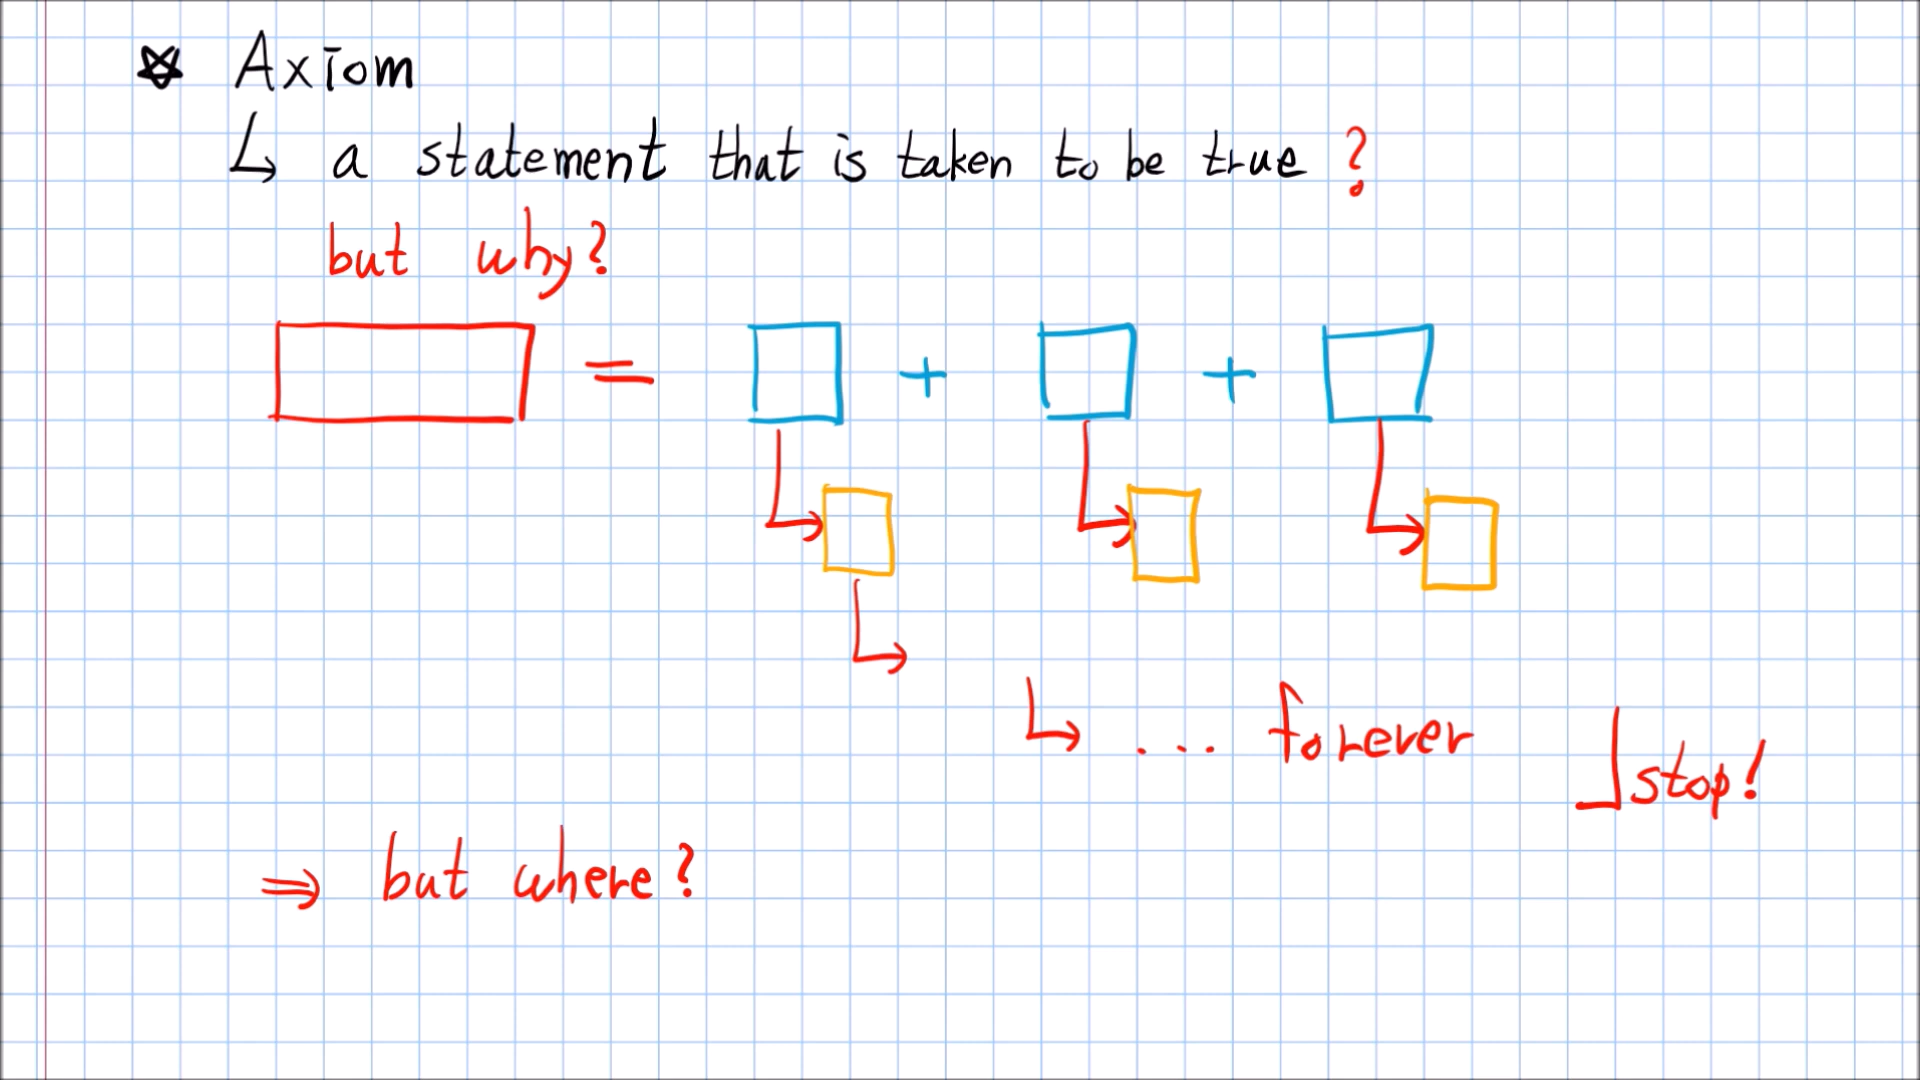 Axiom
↳ a statement that is taken to be true ?
but why?
= + +
↳ ... forever
stop!
⇒ but where?